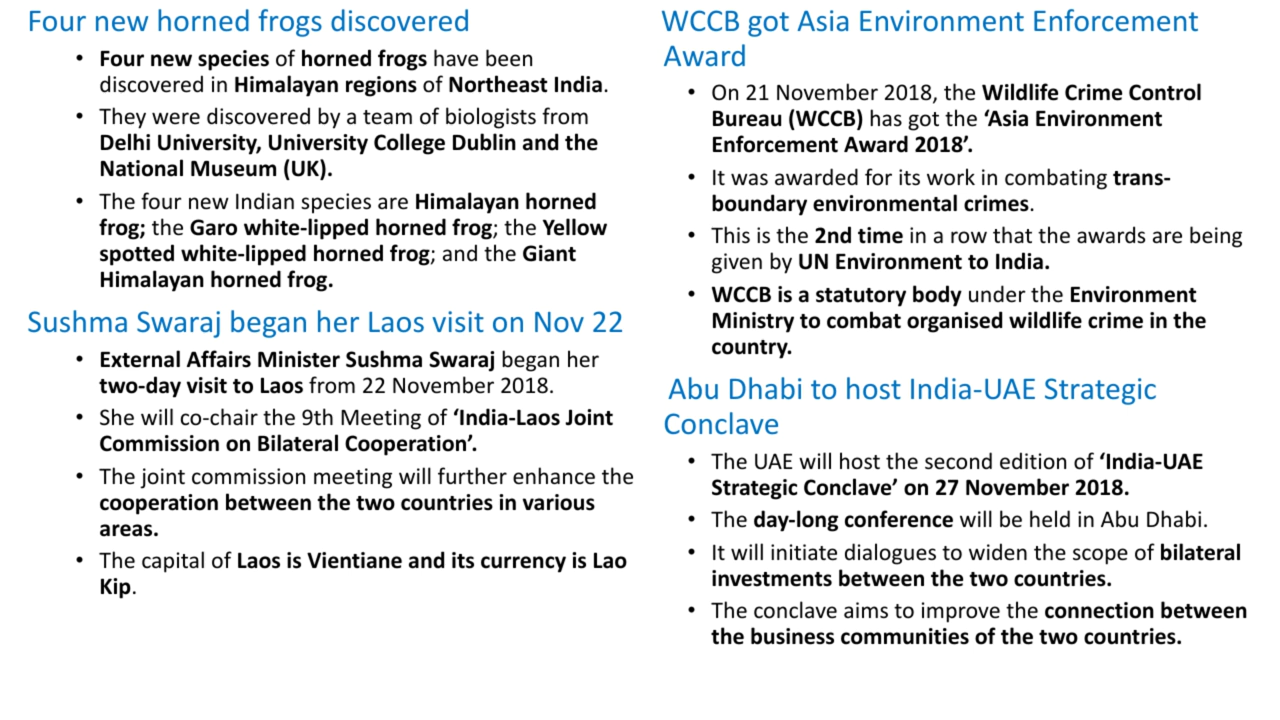 Four new horned frogs discovered
• Four new species of horned frogs have been
discovered in Himalayan regions of Northeast India.
• They were discovered by a team of biologists from
Delhi University, University College Dublin and the
National Museum (UK).
• The four new Indian species are Himalayan horned
frog; the Garo white-lipped horned frog; the Yellow
spotted white-lipped horned frog; and the Giant
Himalayan horned frog.
Sushma Swaraj began her Laos visit on Nov 22
• External Affairs Minister Sushma Swaraj began her
two-day visit to Laos from 22 November 2018.
• She will co-chair the 9th Meeting of ‘India-Laos Joint
Commission on Bilateral Cooperation’.
• The joint commission meeting will further enhance the
cooperation between the two countries in various
areas.
• The capital of Laos is Vientiane and its currency is Lao
Kip.
WCCB got Asia Environment Enforcement
Award
• On 21 November 2018, the Wildlife Crime Control
Bureau (WCCB) has got the ‘Asia Environment
Enforcement Award 2018’.
• It was awarded for its work in combating trans-
boundary environmental crimes.
• This is the 2nd time in a row that the awards are being
given by UN Environment to India.
• WCCB is a statutory body under the Environment
Ministry to combat organised wildlife crime in the
country.
Abu Dhabi to host India-UAE Strategic
Conclave
• The UAE will host the second edition of ‘India-UAE
Strategic Conclave’ on 27 November 2018.
• The day-long conference will be held in Abu Dhabi.
• It will initiate dialogues to widen the scope of bilateral
investments between the two countries.
• The conclave aims to improve the connection between
the business communities of the two countries.